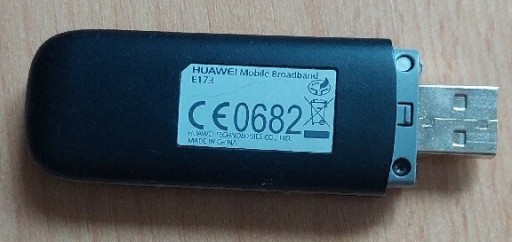 HUAWEI Mobile Broadband
E173
CE0682
HUAWEI TECHNOLOGIES CO., LTD.
MADE IN CHINA